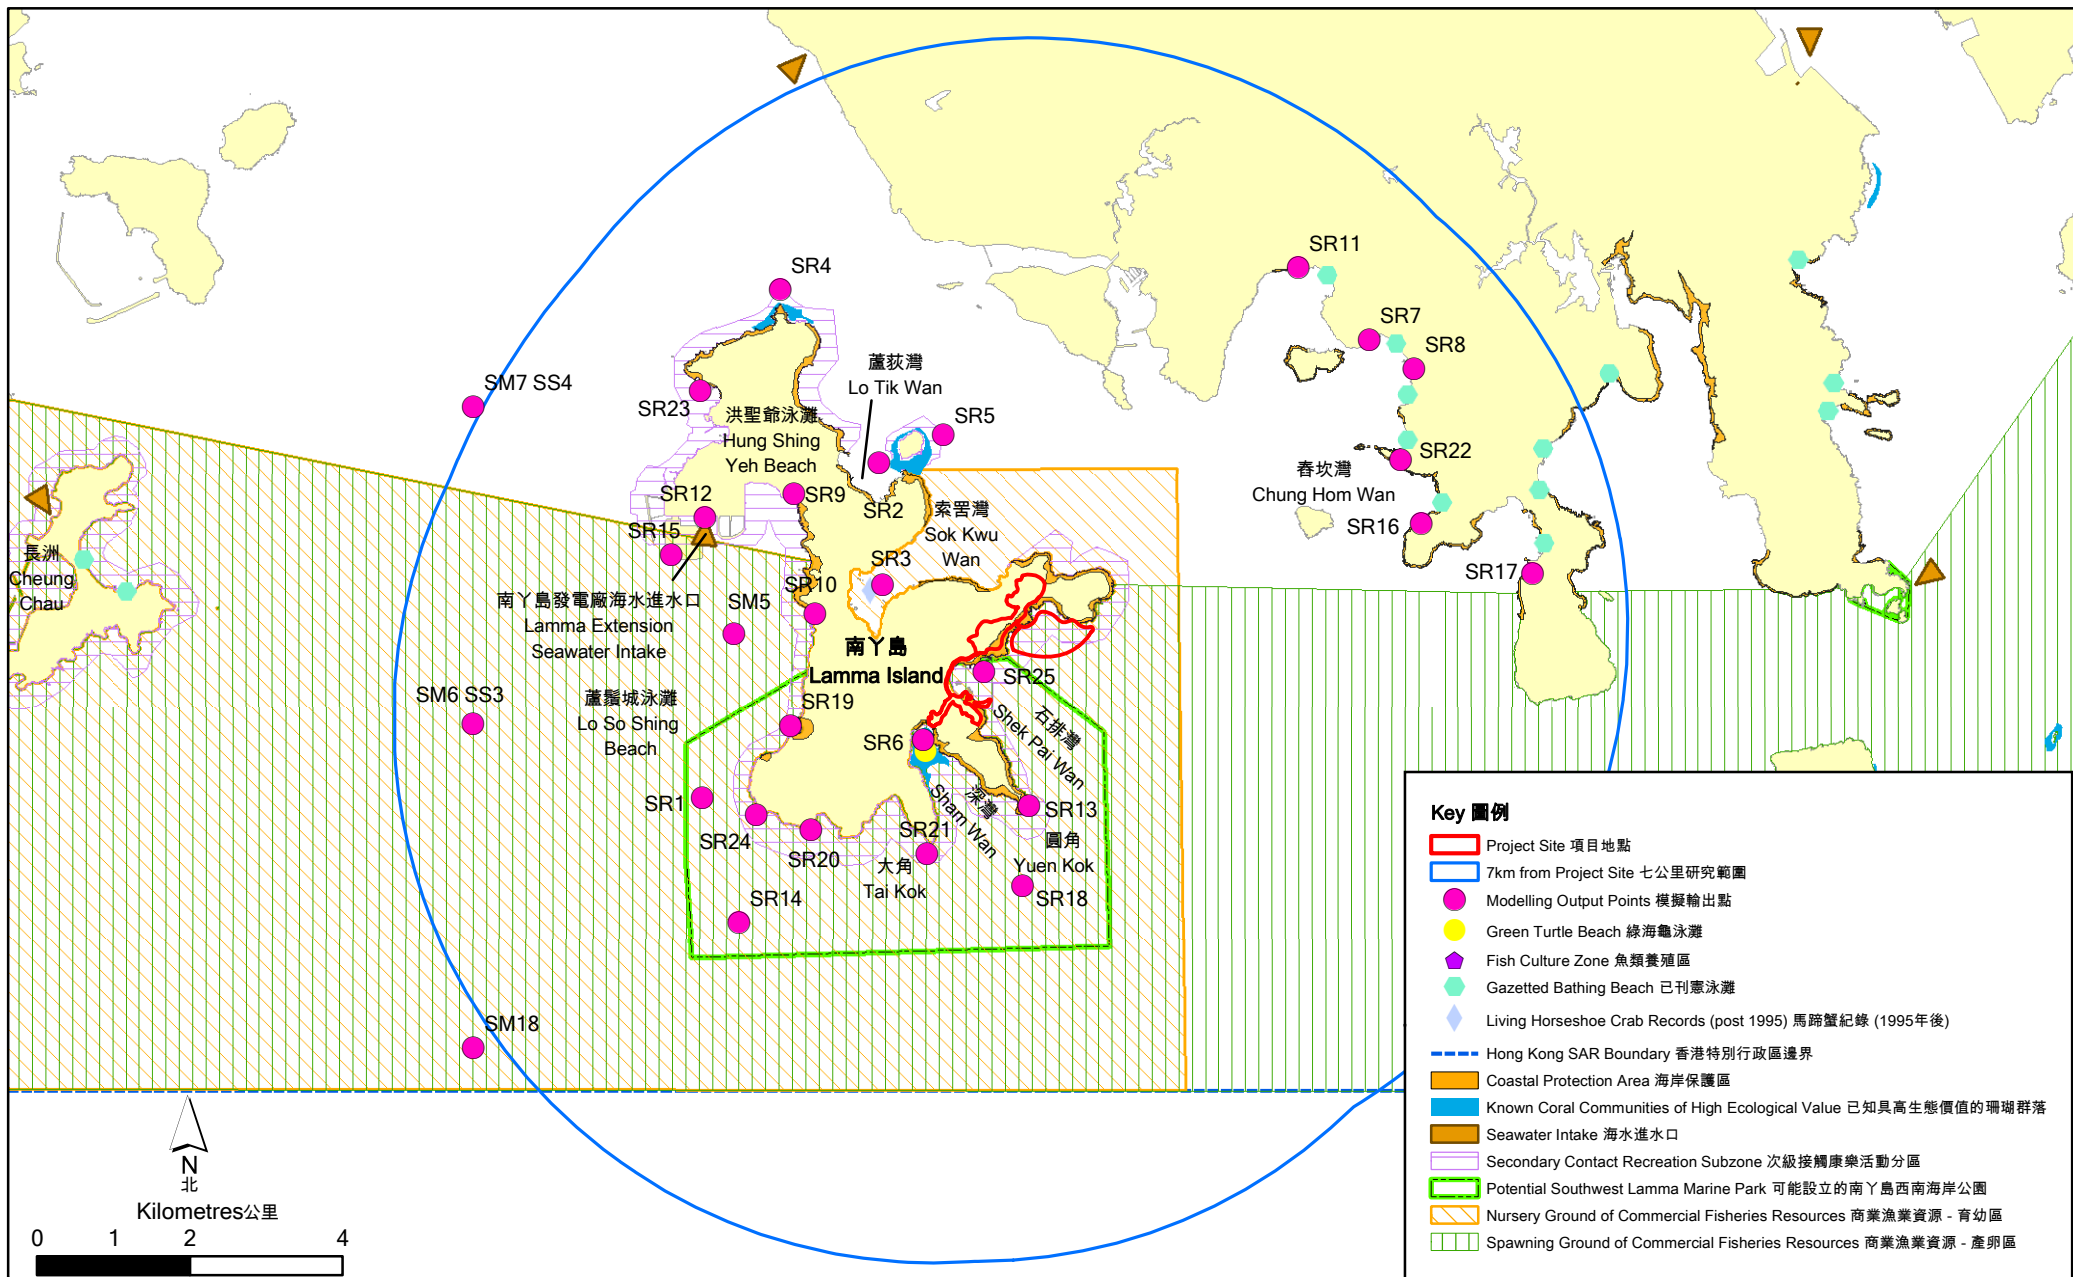 SR4
SR11
SR7
SR8
蘆荻灣
Lo Tik Wan
SM7 SS4
SR23
洪聖爺泳灘
Hung Shing
Yeh Beach
SR5
SR22
舂坎灣
Chung Hom Wan
SR12
SR9
SR2
索罟灣
Sok Kwu
Wan
SR16
SR15
長洲
Cheung
Chau
SR3
SR17
SR10
南丫島發電廠海水進水口
Lamma Extension
Seawater Intake
SM5
南丫島
Lamma Island
SR25
SM6 SS3
蘆鬚城泳灘
Lo So Shing
Beach
SR19
石排灣
Shek Pai Wan
SR6
深灣
Sham Wan
SR1
SR24
SR20
SR21
SR13
大角
Tai Kok
圓角
Yuen Kok
SR14
SR18
SM18
N
北
Kilometres公里
0 1 2 4
Key 圖例
Project Site 項目地點
7km from Project Site 七公里研究範圍
Modelling Output Points 模擬輸出點
Green Turtle Beach 綠海龜泳灘
Fish Culture Zone 魚類養殖區
Gazetted Bathing Beach 已刊憲泳灘
Living Horseshoe Crab Records (post 1995) 馬蹄蟹紀錄 (1995年後)
Hong Kong SAR Boundary 香港特別行政區邊界
Coastal Protection Area 海岸保護區
Known Coral Communities of High Ecological Value 已知具高生態價值的珊瑚群落
Seawater Intake 海水進水口
Secondary Contact Recreation Subzone 次級接觸康樂活動分區
Potential Southwest Lamma Marine Park 可能設立的南丫島西南海岸公園
Nursery Ground of Commercial Fisheries Resources 商業漁業資源 - 育幼區
Spawning Ground of Commercial Fisheries Resources 商業漁業資源 - 產卵區